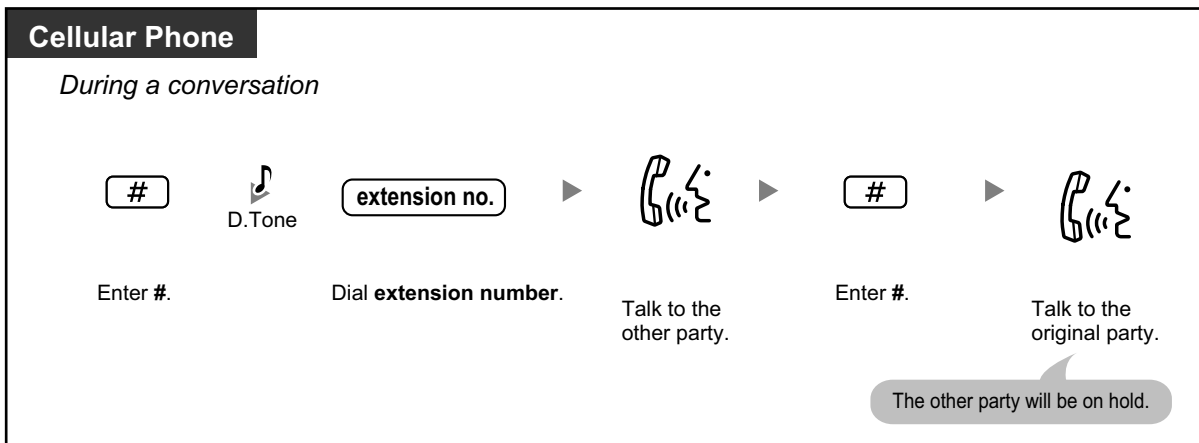 Cellular Phone
During a conversation
#
D.Tone
extension no.
#
Enter #.
Dial extension number.
Talk to the
other party.
Enter #.
Talk to the
original party.
The other party will be on hold.